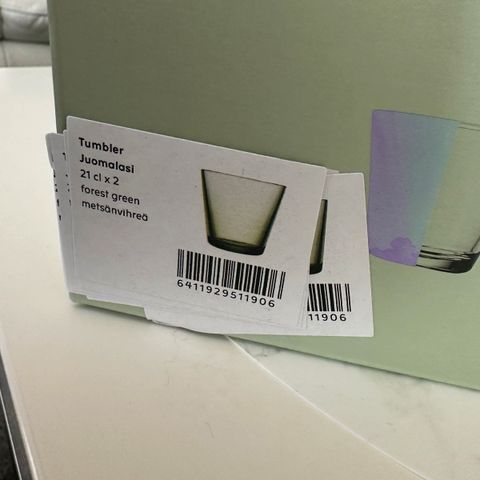 Tumbler
Juomalasi
21 cl x 2
forest green
metsänvihreä
6411929511906
11906